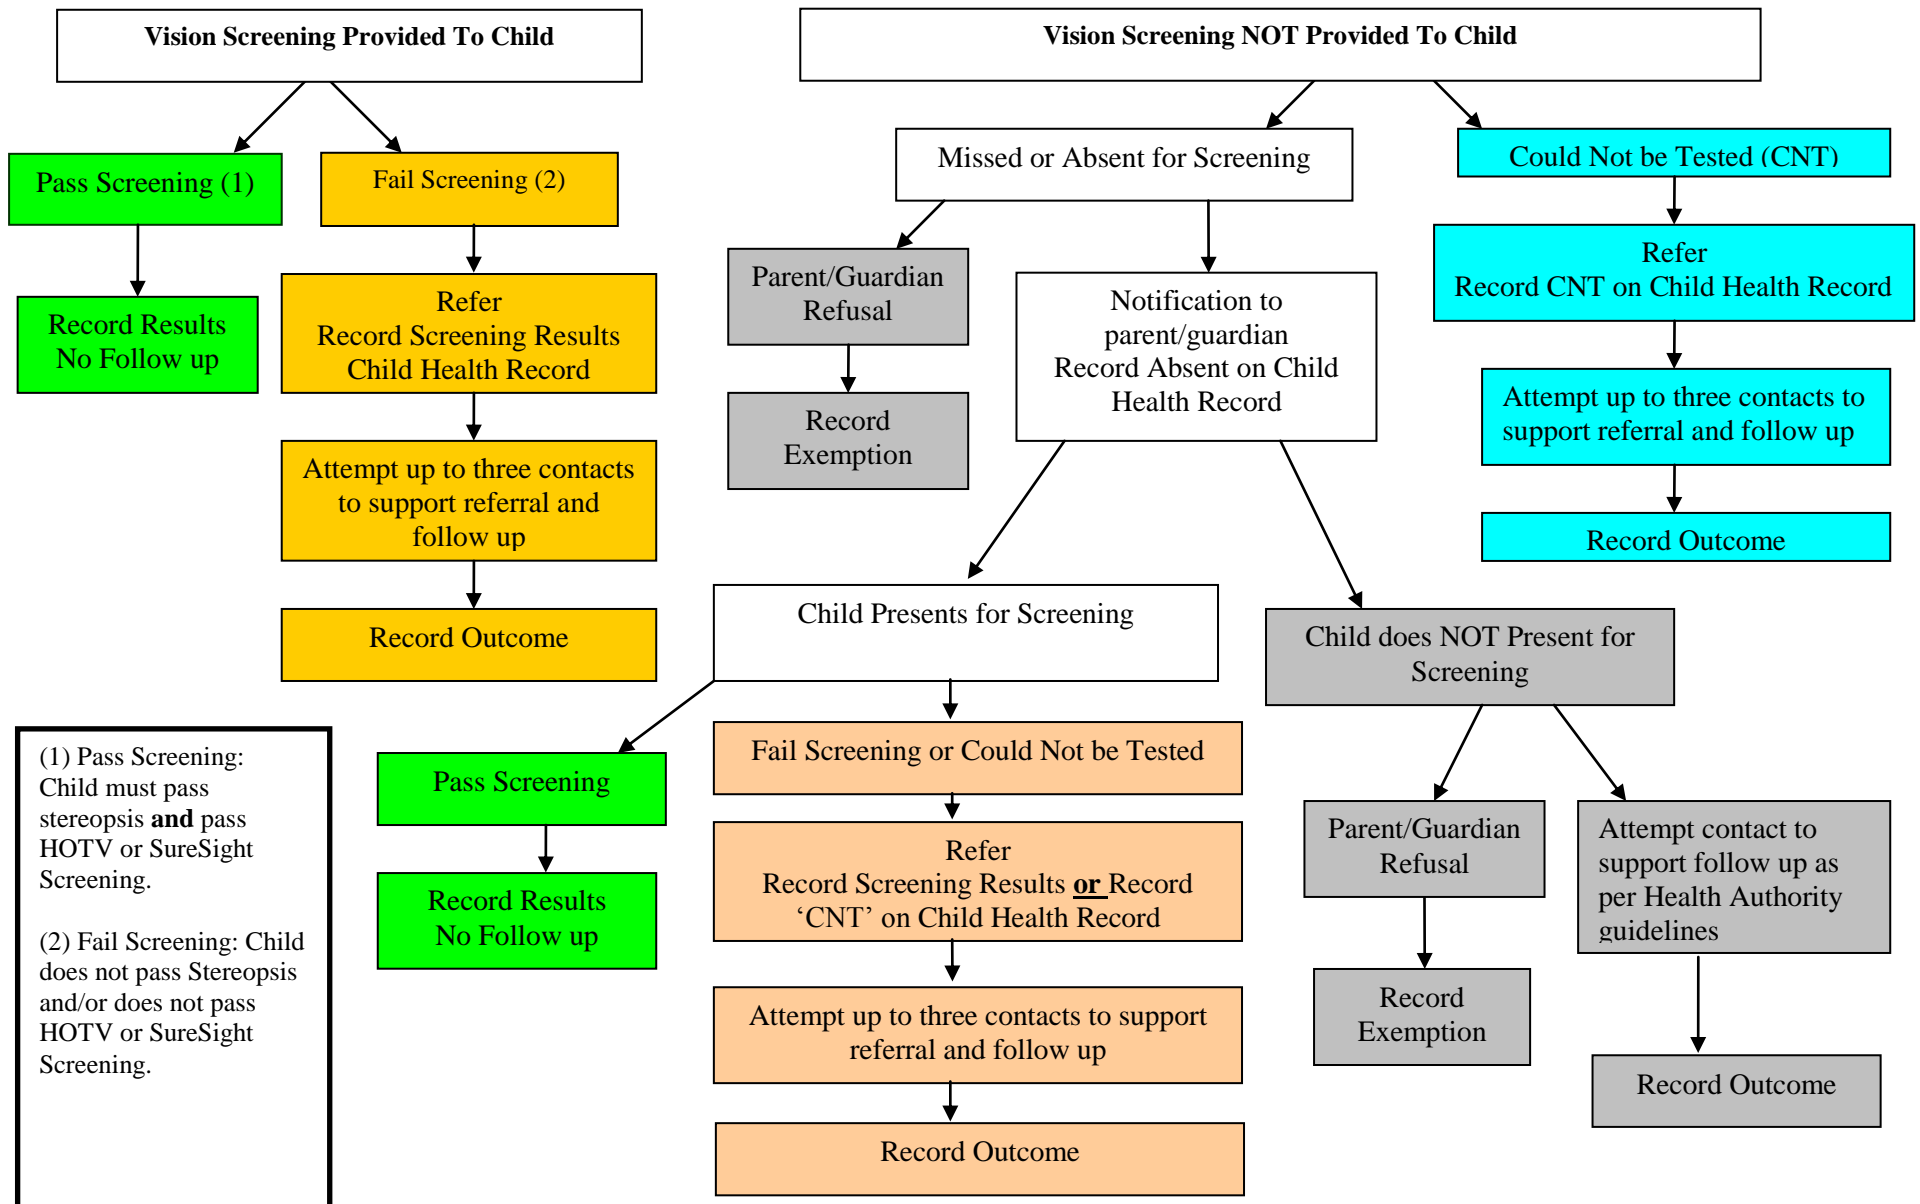 Vision Screening Provided To Child
Vision Screening NOT Provided To Child
Pass Screening (1)
Fail Screening (2)
Missed or Absent for Screening
Could Not be Tested (CNT)
Record Results
No Follow up
Refer
Record Screening Results
Child Health Record
Attempt up to three contacts
to support referral and
follow up
Record Outcome
Parent/Guardian
Refusal
Record
Exemption
Notification to
parent/guardian
Record Absent on Child
Health Record
Refer
Record CNT on Child Health Record
Attempt up to three contacts to
support referral and follow up
Record Outcome
Child Presents for Screening
Child does NOT Present for
Screening
Pass Screening
Record Results
No Follow up
Fail Screening or Could Not be Tested
Refer
Record Screening Results or Record
‘CNT’ on Child Health Record
Attempt up to three contacts to support
referral and follow up
Record Outcome
Parent/Guardian
Refusal
Record
Exemption
Attempt contact to
support follow up as
per Health Authority
guidelines
Record Outcome
(1) Pass Screening:
Child must pass
stereopsis and pass
HOTV or SureSight
Screening.
(2) Fail Screening: Child
does not pass Stereopsis
and/or does not pass
HOTV or SureSight
Screening.